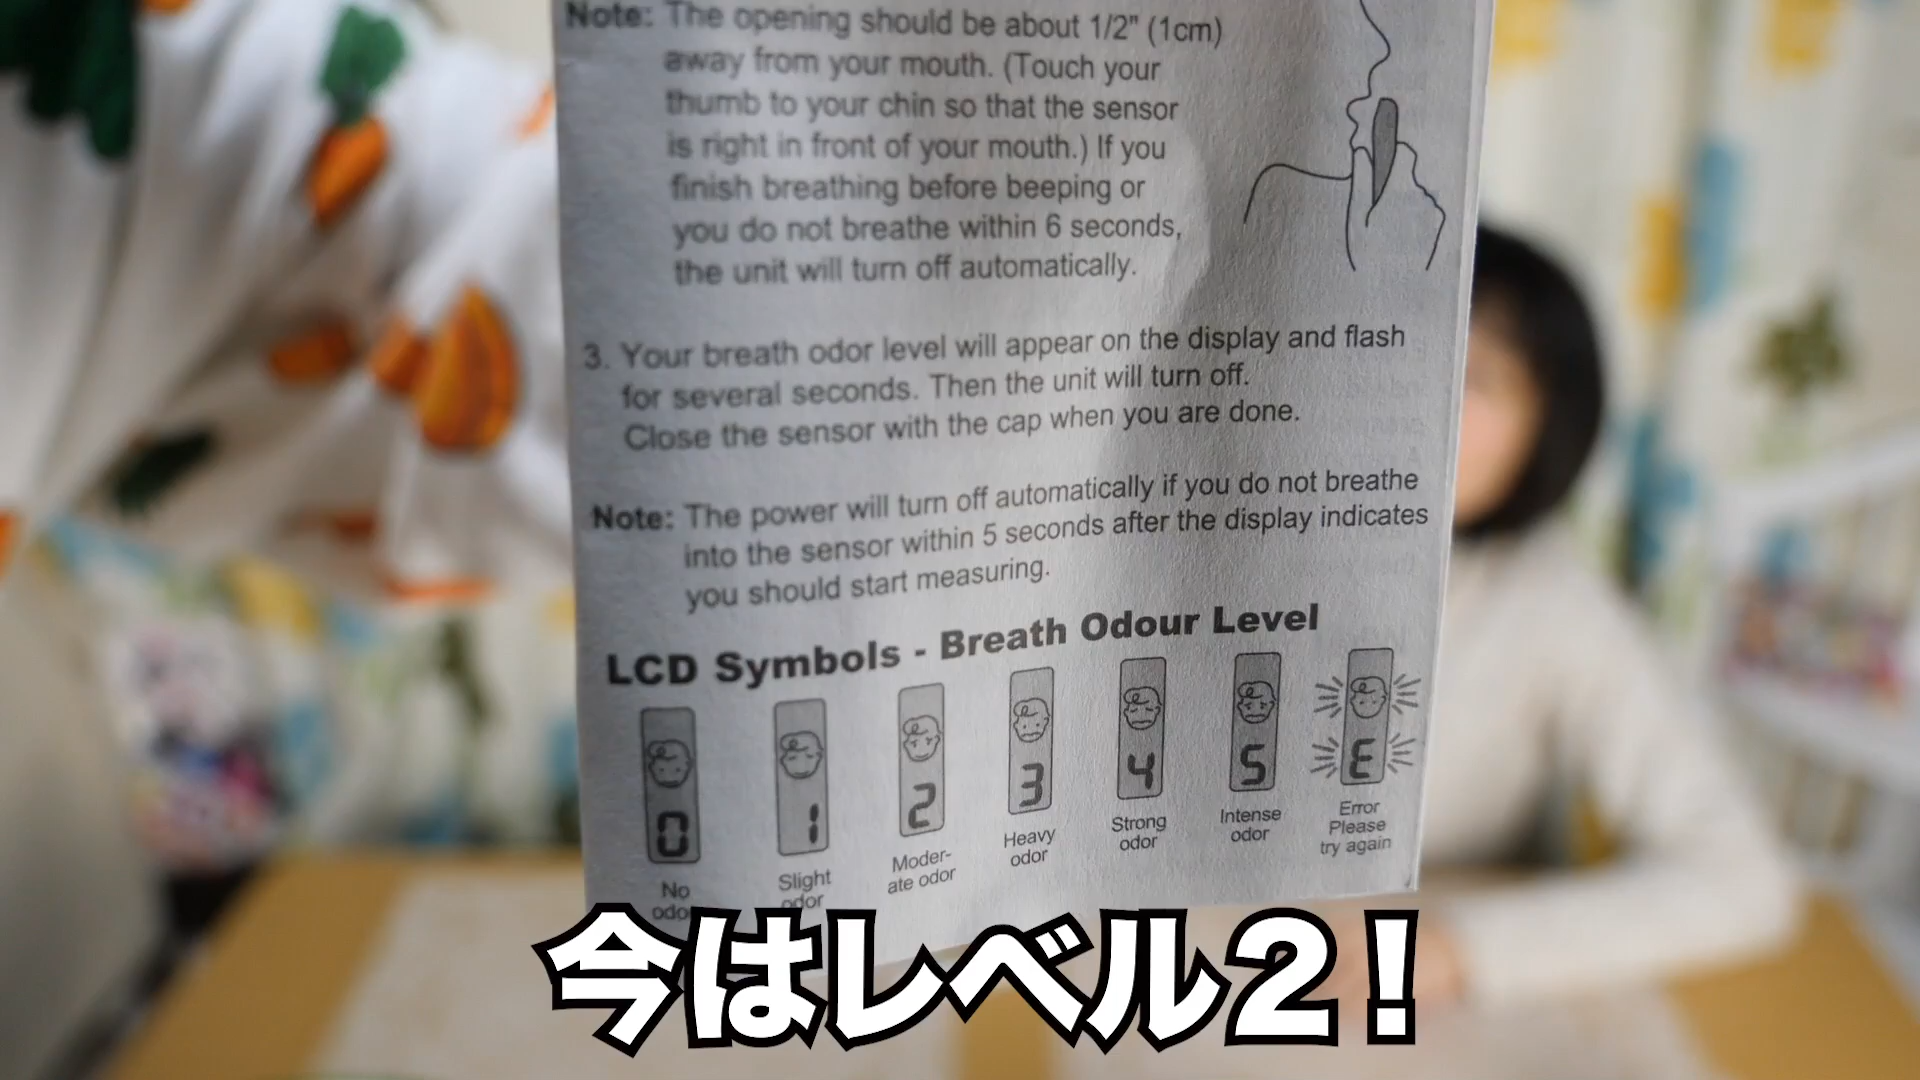 Note: The opening should be about 1/2" (1cm)
away from your mouth. (Touch your
thumb to your chin so that the sensor
is right in front of your mouth.) If you
finish breathing before beeping or
you do not breathe within 6 seconds,
the unit will turn off automatically.
3. Your breath odor level will appear on the display and flash
for several seconds. Then the unit will turn off.
Close the sensor with the cap when you are done.
Note: The power will turn off automatically if you do not breathe
into the sensor within 5 seconds after the display indicates
you should start measuring.
LCD Symbols - Breath Odour Level
0
No
odor
1
Slight
odor
2
Moder-
ate odor
3
Heavy
odor
4
Strong
odor
5
Intense
odor
E
Error
Please
try again
今はレベル2！